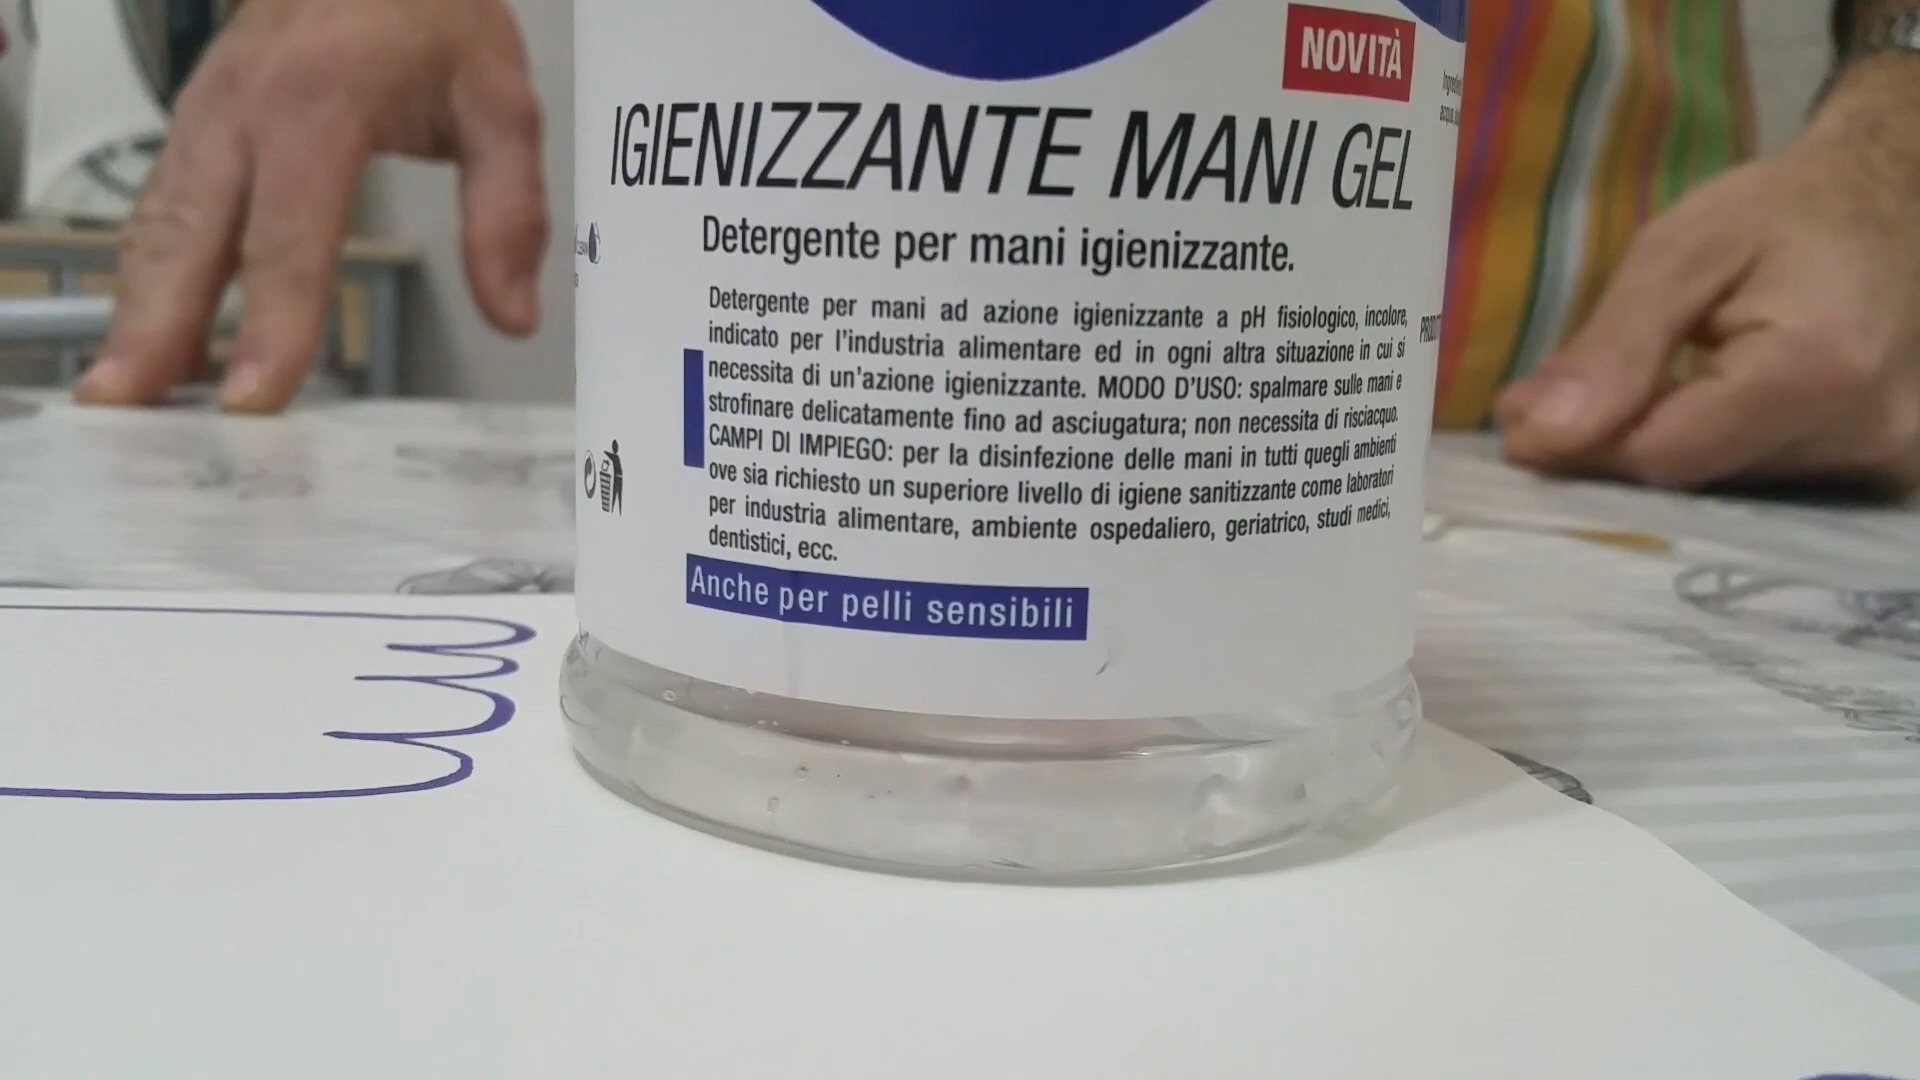 NOVITÀ
IGIENIZZANTE MANI GEL
Detergente per mani igienizzante.
Detergente per mani ad azione igienizzante a pH fisiologico, incolore,
indicato per l'industria alimentare ed in ogni altra situazione in cui si
necessita di un'azione igienizzante. MODO D'USO: spalmare sulle mani e
strofinare delicatamente fino ad asciugatura; non necessita di risciacquo.
CAMPI DI IMPIEGO: per la disinfezione delle mani in tutti quegli ambienti
ove sia richiesto un superiore livello di igiene sanitizzante come laboratori
per industria alimentare, ambiente ospedaliero, geriatrico, studi medici,
dentistici, ecc.
Anche per pelli sensibili